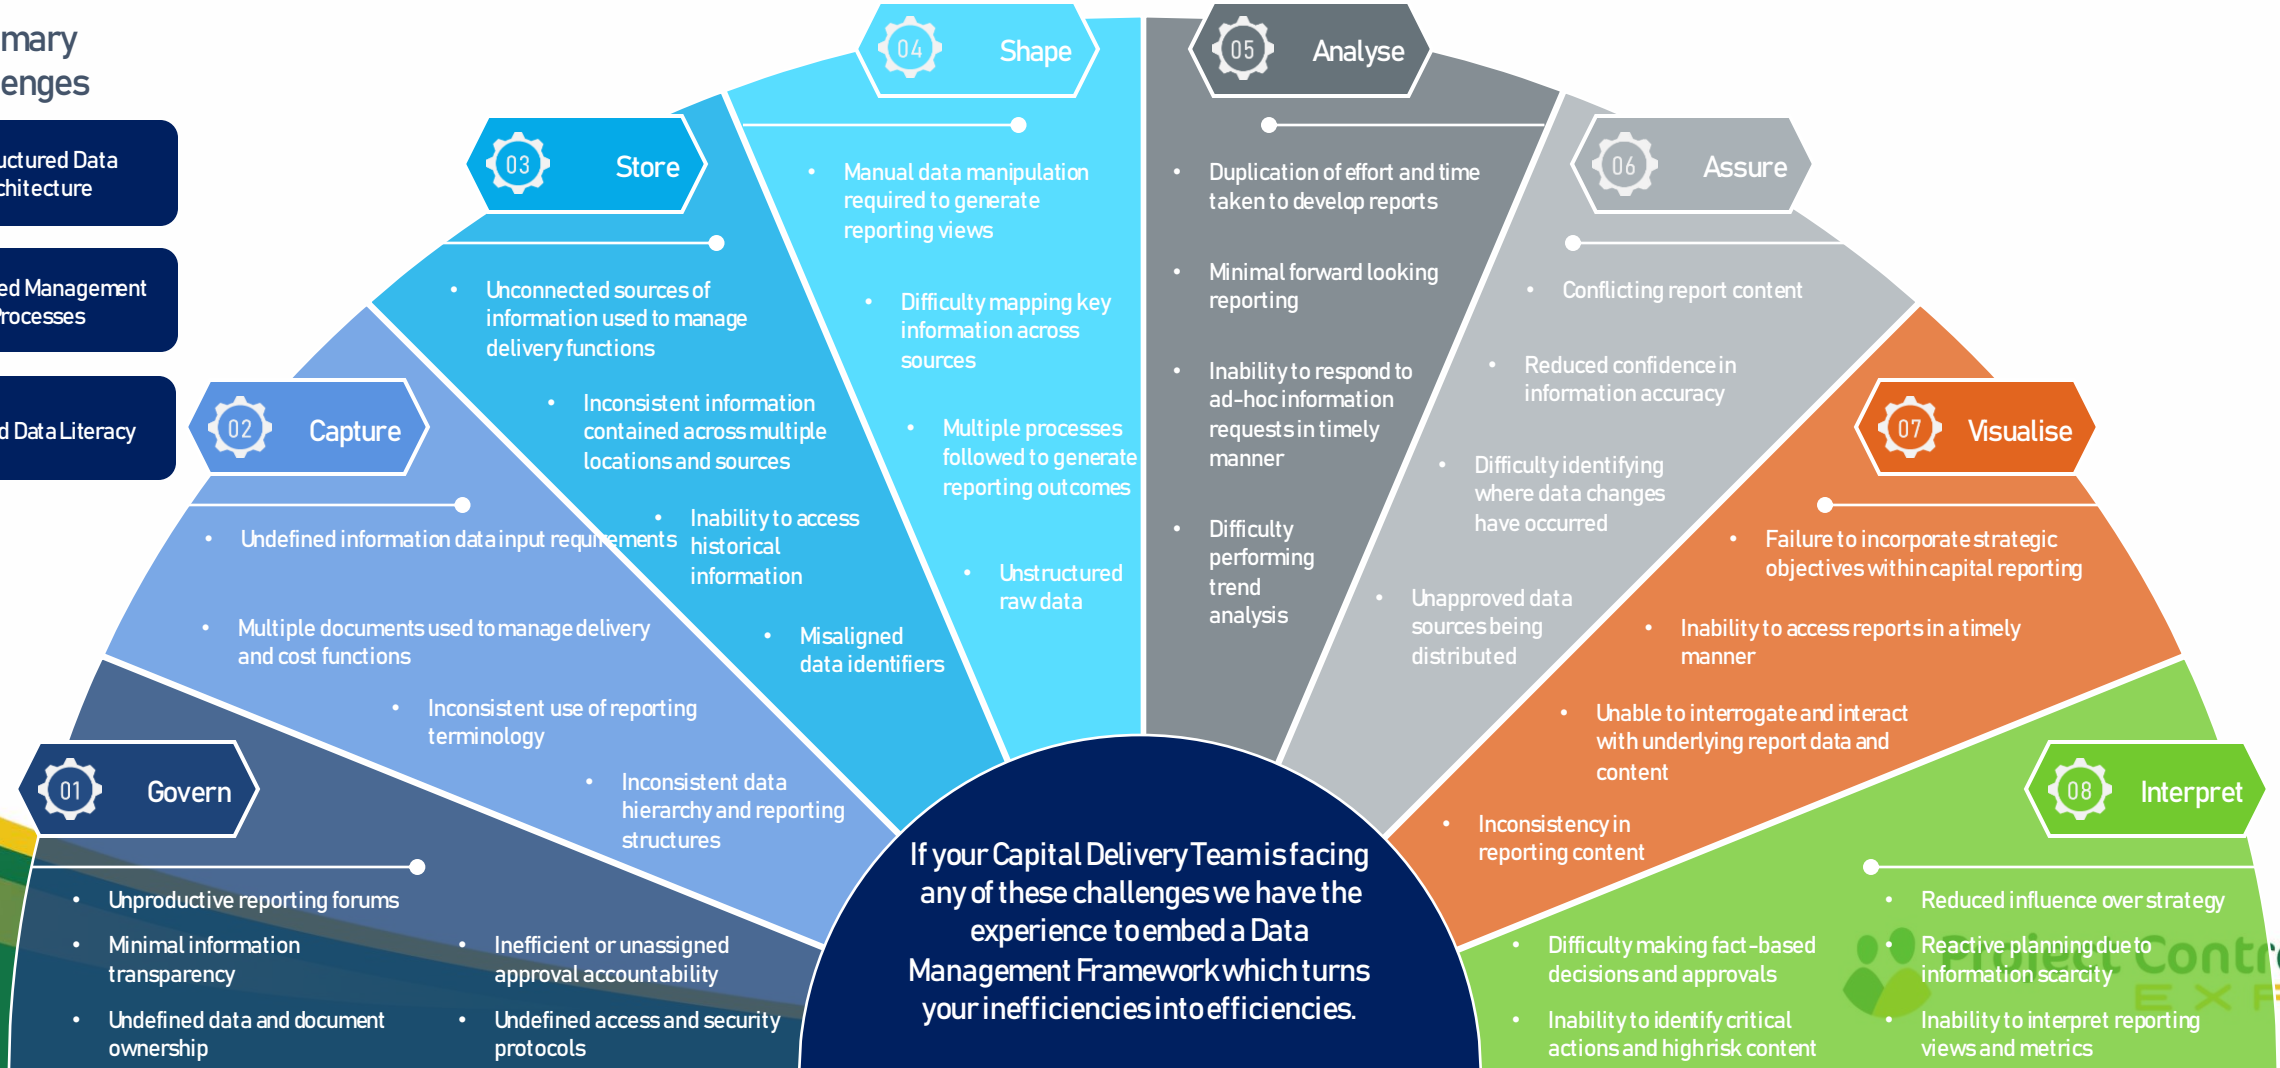 mary
enges
uctured Data
chitecture
ed Management
Processes
d Data Literacy
01
Govern
Unproductive reporting forums
Minimal information
transparency
Undefined data and document
ownership
Inefficient or unassigned
approval accountability
Undefined access and security
protocols
02
Capture
Undefined information data input requirements
Multiple documents used to manage delivery
and cost functions
Inconsistent use of reporting
terminology
Inconsistent data
hierarchy and reporting
structures
03
Store
Unconnected sources of
information used to manage
delivery functions
Inconsistent information
contained across multiple
locations and sources
Inability to access
historical
information
Misaligned
data identifiers
04
Shape
Manual data manipulation
required to generate
reporting views
Difficulty mapping key
information across
sources
Multiple processes
followed to generate
reporting outcomes
Unstructured
raw data
05
Analyse
Duplication of effort and time
taken to develop reports
Minimal forward looking
reporting
Inability to respond to
ad-hoc information
requests in timely
manner
Difficulty
performing
trend
analysis
06
Assure
Conflicting report content
Reduced confidence in
information accuracy
Difficulty identifying
where data changes
have occurred
Unapproved data
sources being
distributed
07
Visualise
Failure to incorporate strategic
objectives within capital reporting
Inability to access reports in a timely
manner
Unable to interrogate and interact
with underlying report data and
content
Inconsistency in
reporting content
08
Interpret
Difficulty making fact-based
decisions and approvals
Inability to identify critical
actions and high risk content
Reduced influence over strategy
Reactive planning due to
information scarcity
Inability to interpret reporting
views and metrics
If your Capital Delivery Team is facing
any of these challenges we have the
experience to embed a Data
Management Framework which turns
your inefficiencies into efficiencies.
Project Contr
EXP